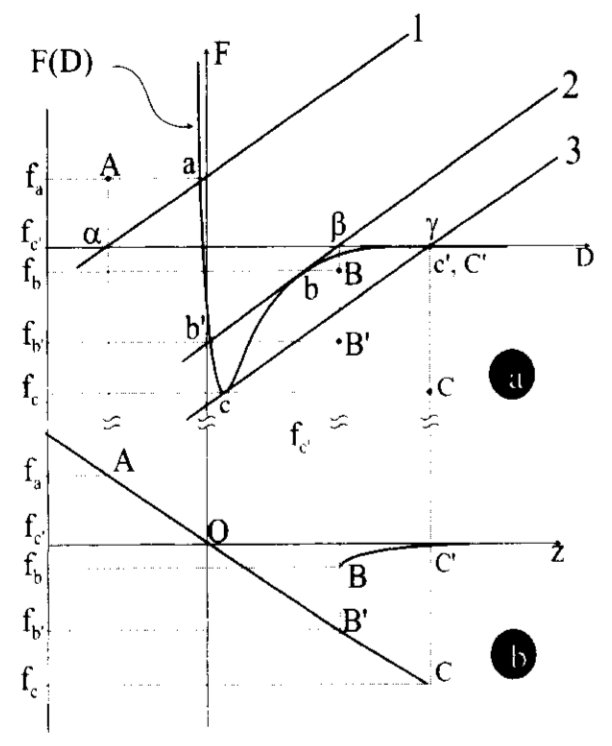 1
F
F(D)
2
3
f_a
A
a
f_c'
α
β
γ
f_b
b
B
c', C'
D
f_b'
b'
B'
f_c
c
C
a
f_c'
f_a
A
f_c'
O
z
f_b
B
C'
f_b'
B'
f_c
C
b